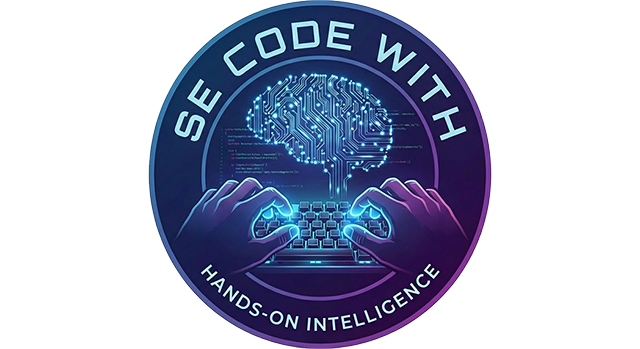 SE CODE WITH
HANDS-ON INTELLIGENCE